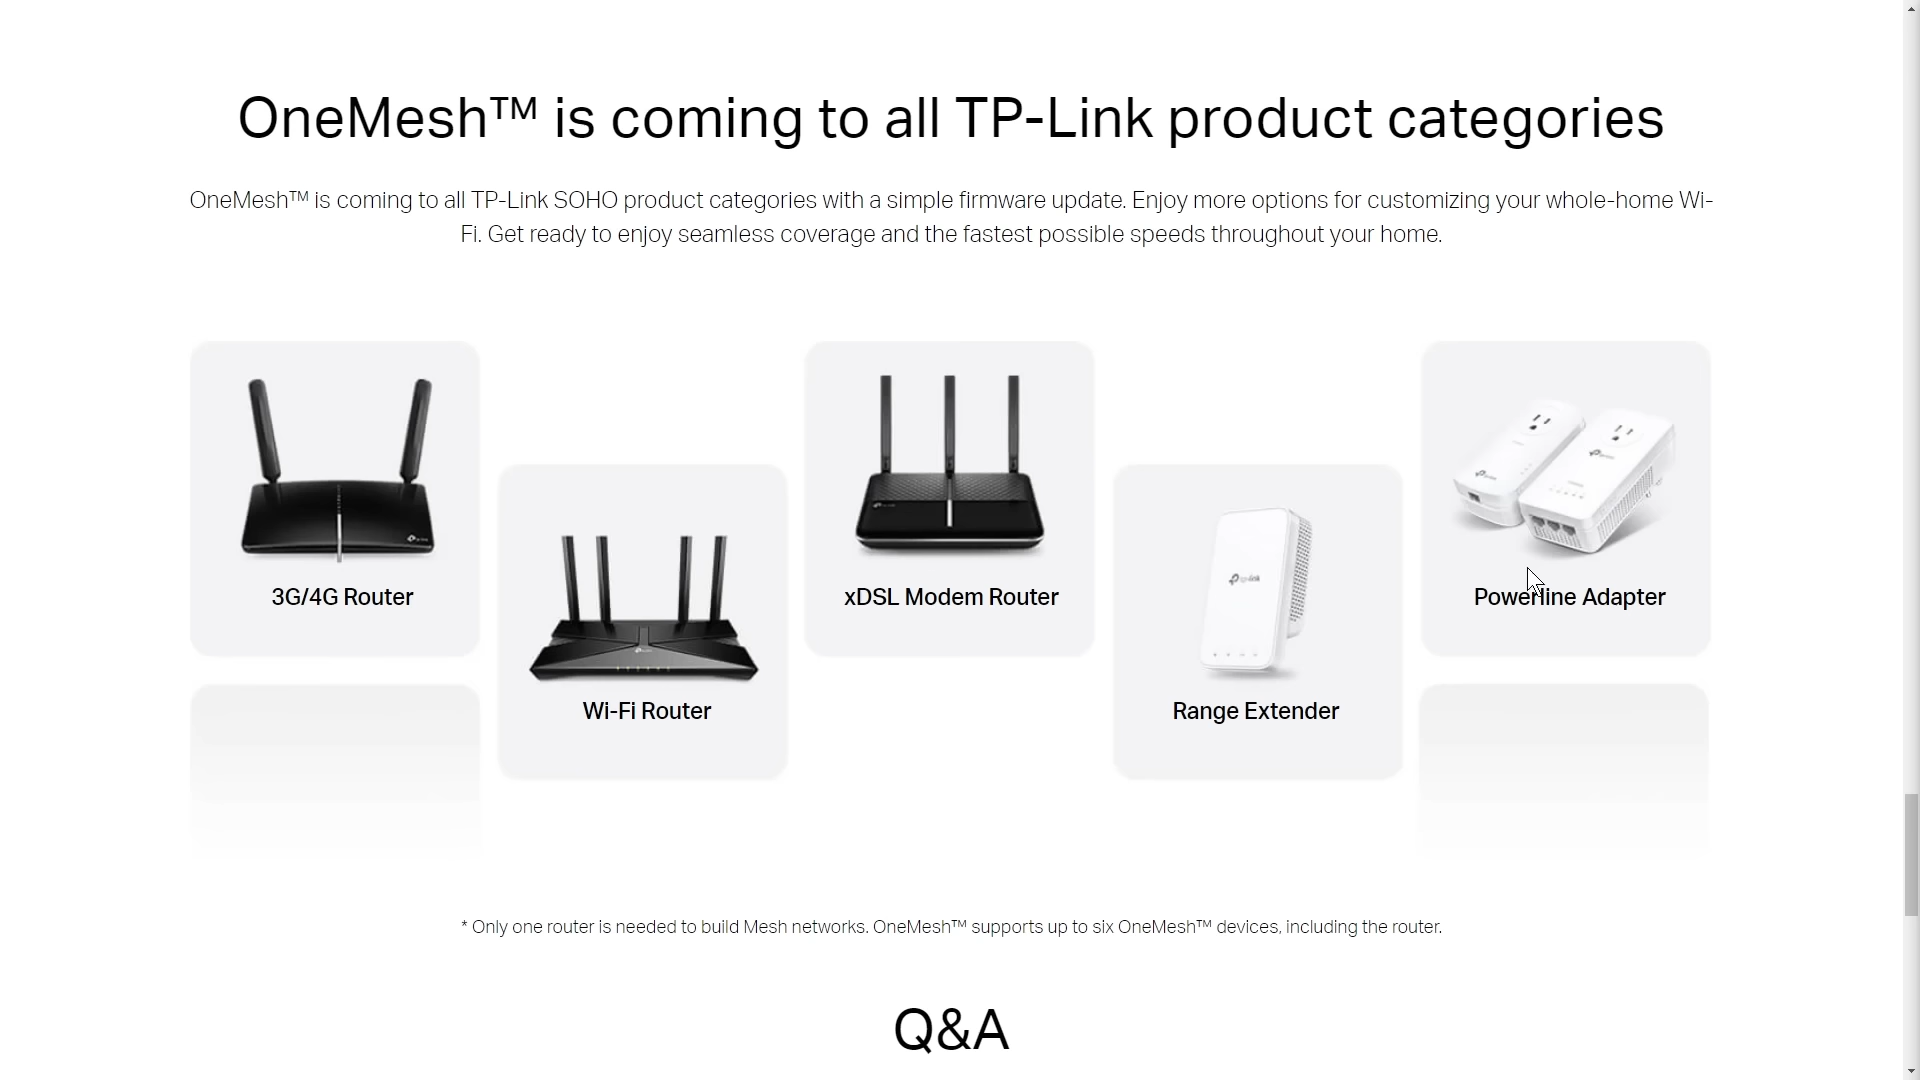 OneMesh™ is coming to all TP-Link product categories
OneMesh™ is coming to all TP-Link SOHO product categories with a simple firmware update. Enjoy more options for customizing your whole-home Wi-
Fi. Get ready to enjoy seamless coverage and the fastest possible speeds throughout your home.
3G/4G Router
Wi-Fi Router
xDSL Modem Router
tp-link
Range Extender
Powerline Adapter
* Only one router is needed to build Mesh networks. OneMesh™ supports up to six OneMesh™ devices, including the router.
Q&A